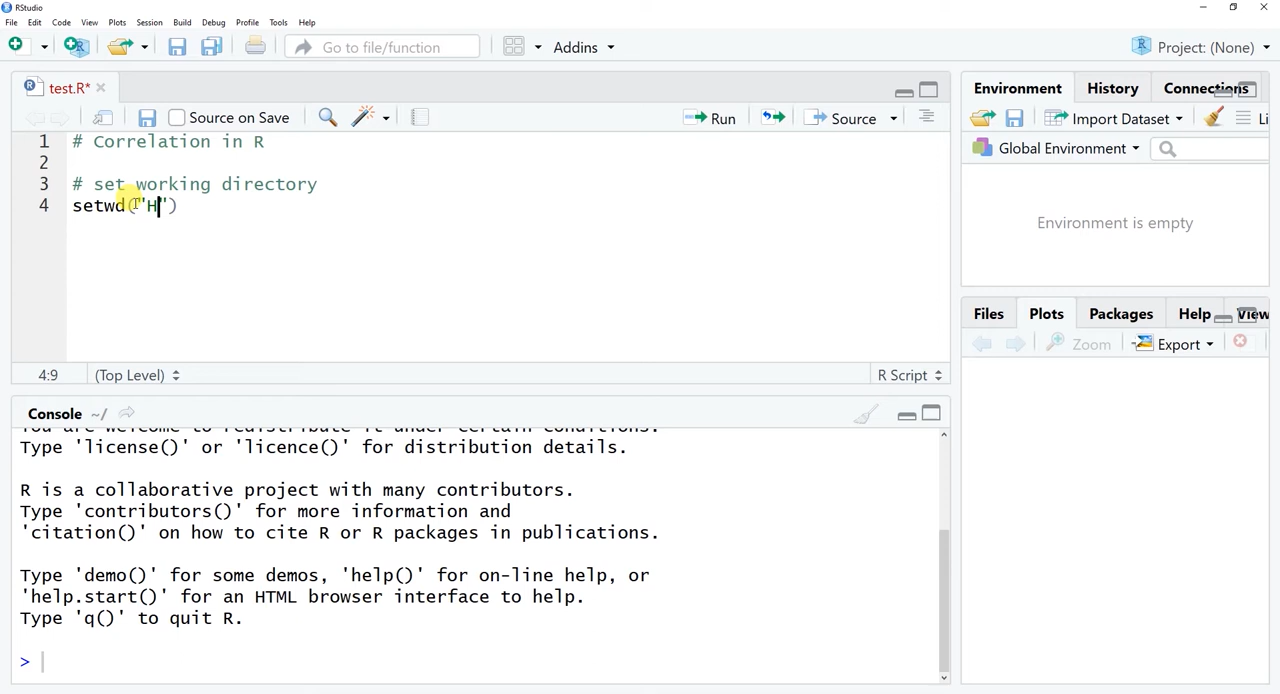 RStudio
File Edit Code View Plots Session Build Debug Profile Tools Help
Go to file/function Addins Project: (None)
test.R*
Source on Save Run Source
1 # Correlation in R
2
3 # set working directory
4 setwd("H")
4:9 (Top Level) R Script
Console ~/
Type 'license()' or 'licence()' for distribution details.
R is a collaborative project with many contributors.
Type 'contributors()' for more information and
'citation()' on how to cite R or R packages in publications.
Type 'demo()' for some demos, 'help()' for on-line help, or
'help.start()' for an HTML browser interface to help.
Type 'q()' to quit R.
>
Environment History Connections
Import Dataset Li
Global Environment
Environment is empty
Files Plots Packages Help View
Zoom Export